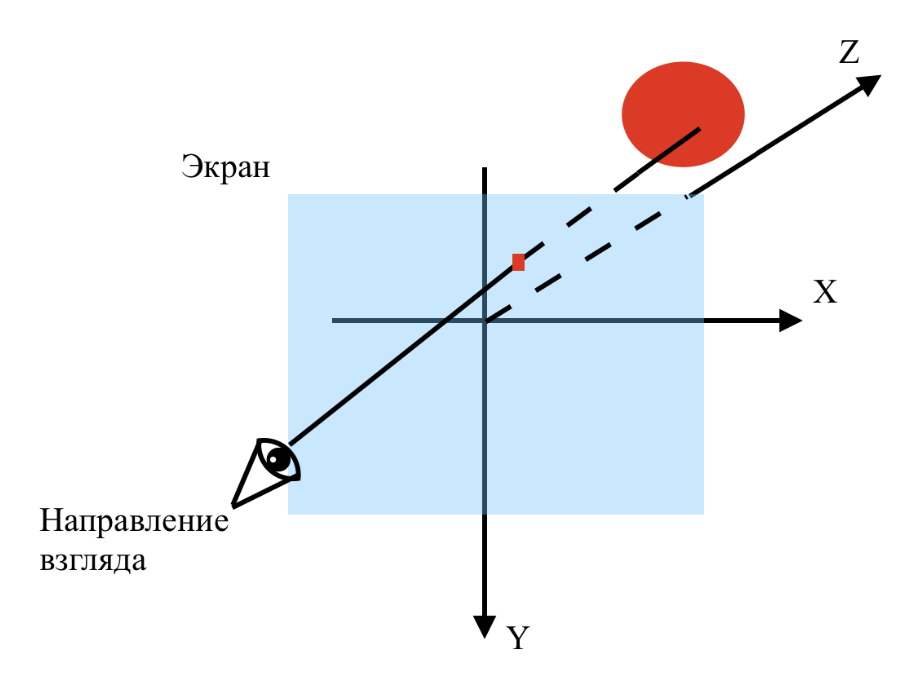 Z
Экран
X
Направление
взгляда
Y